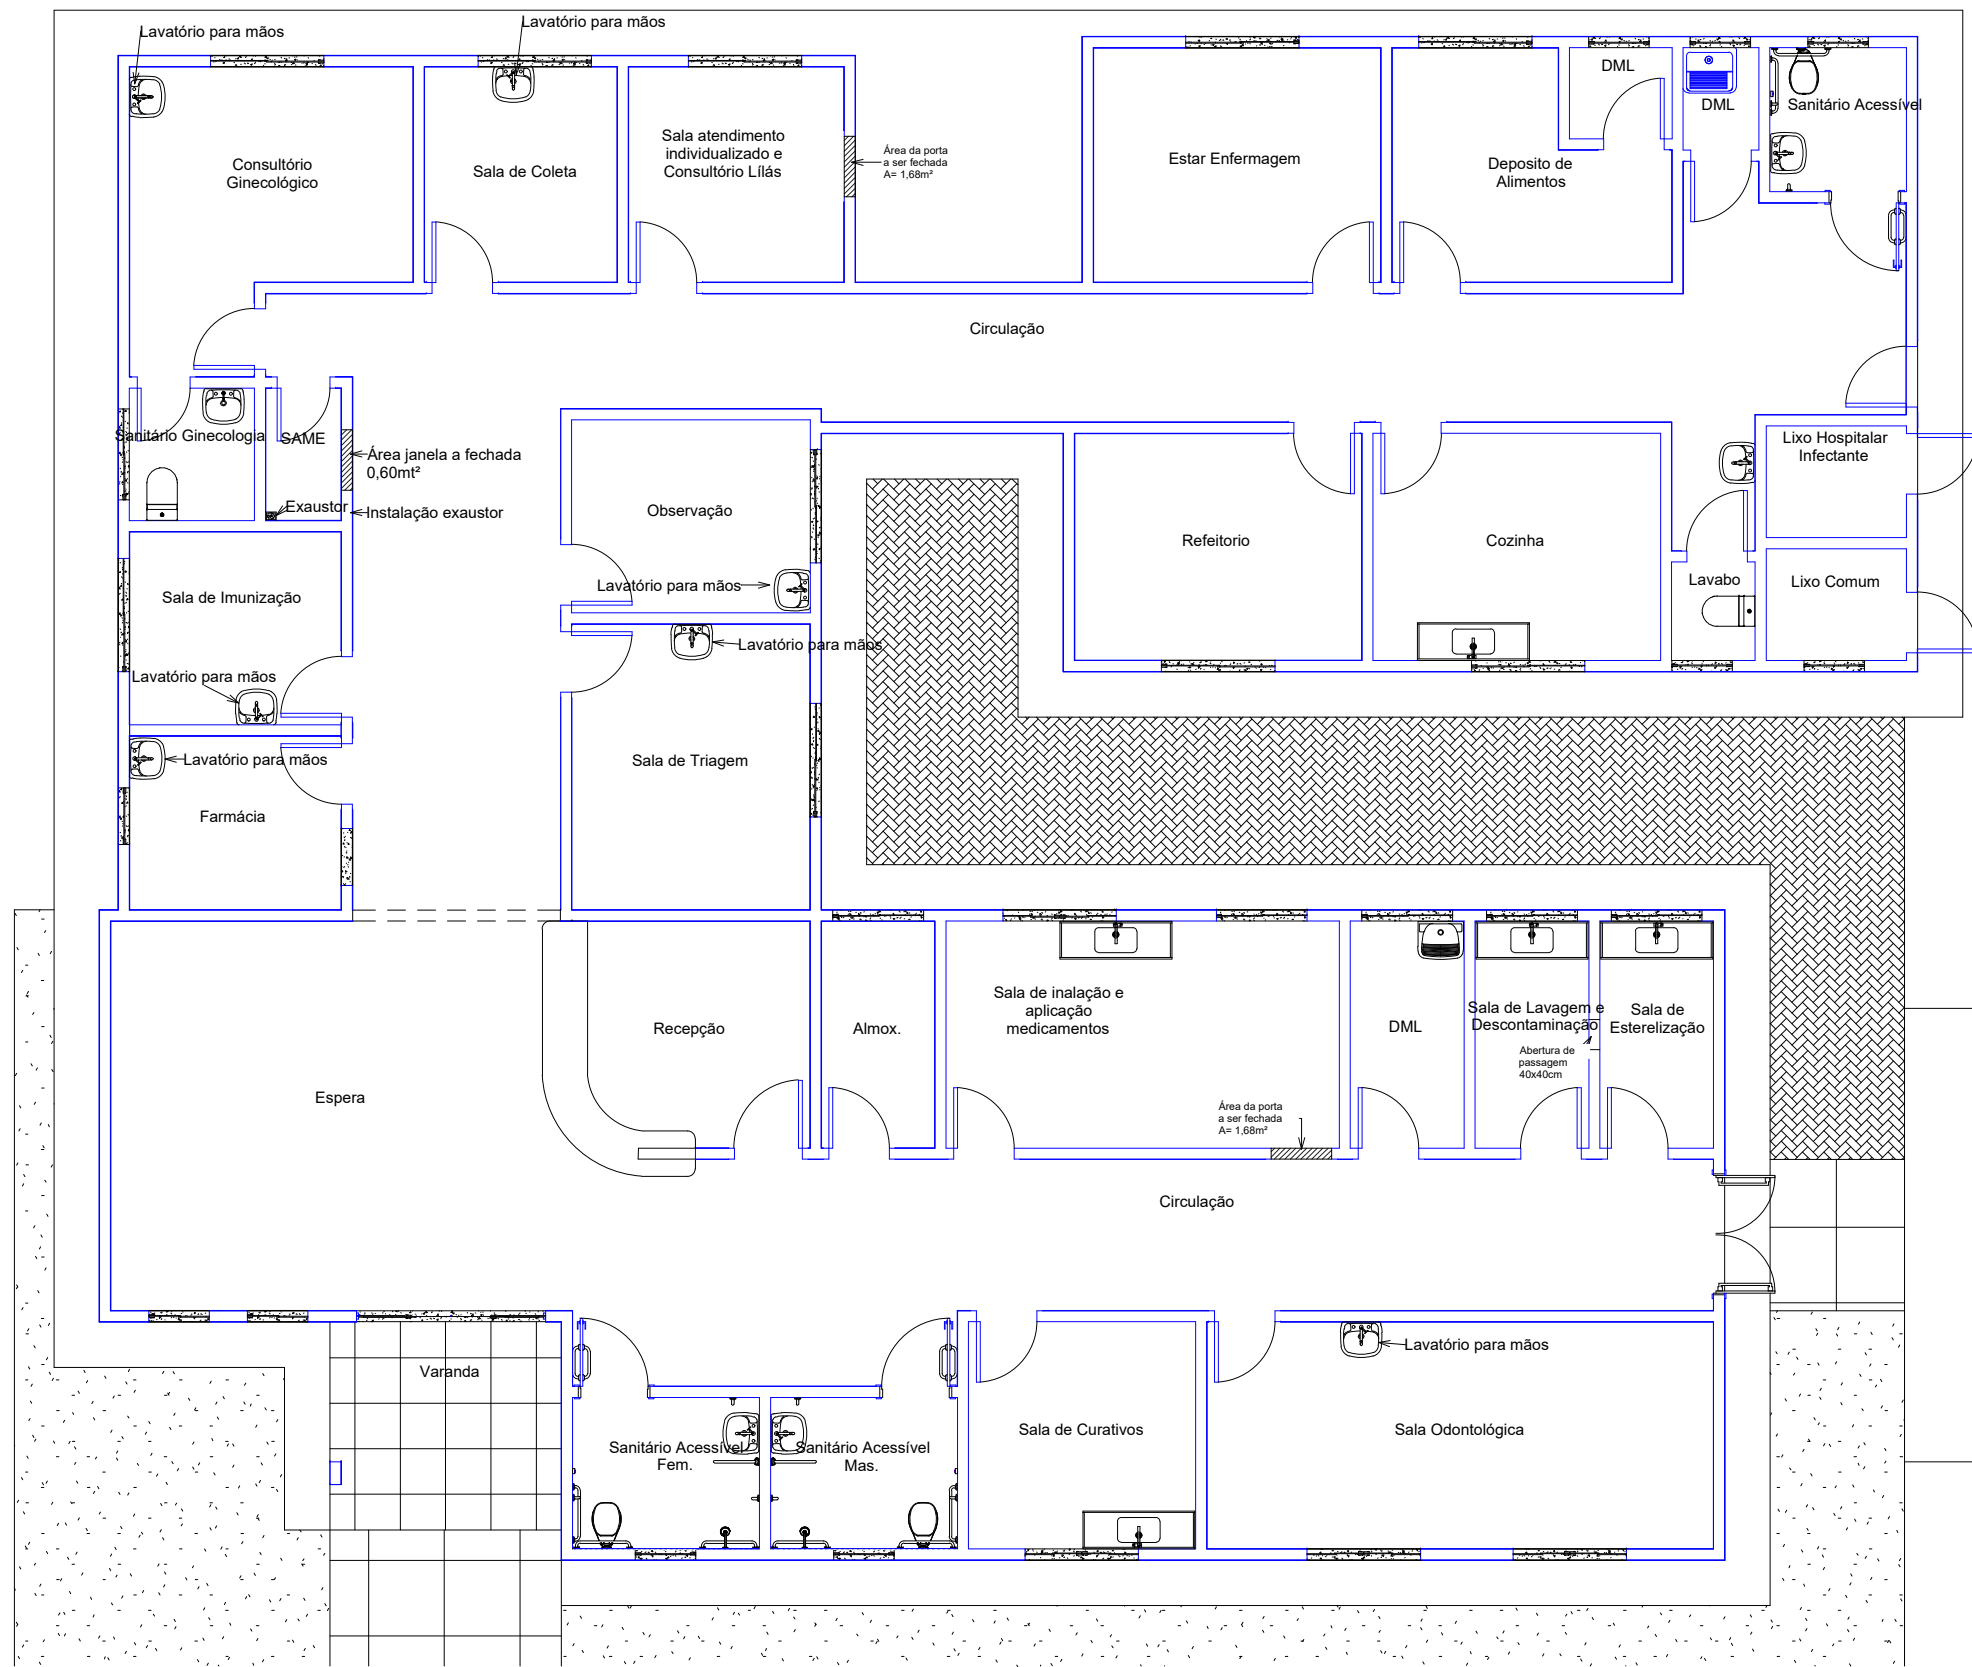 Lavatório para mãos
Lavatório para mãos
DML
DML
Sanitário Acessível
Consultório
Ginecológico
Sala de Coleta
Sala atendimento
individualizado e
Consultório Lílás
Área da porta
a ser fechada
A= 1,68m²
Estar Enfermagem
Deposito de
Alimentos
Circulação
Sanitário Ginecologia
SAME
Área janela a fechada
0,60mt²
Exaustor
Instalação exaustor
Observação
Lavatório para mãos
Refeitorio
Cozinha
Lixo Hospitalar
Infectante
Lavabo
Lixo Comum
Sala de Imunização
Lavatório para mãos
Lavatório para mãos
Lavatório para mãos
Farmácia
Sala de Triagem
Espera
Recepção
Almox.
Sala de inalação e
aplicação
medicamentos
DML
Sala de Lavagem e
Descontaminação
Sala de
Esterelização
Abertura de
passagem
40x40cm
Área da porta
a ser fechada
A= 1,68m²
Circulação
Varanda
Lavatório para mãos
Sanitário Acessível
Fem.
Sanitário Acessível
Mas.
Sala de Curativos
Sala Odontológica